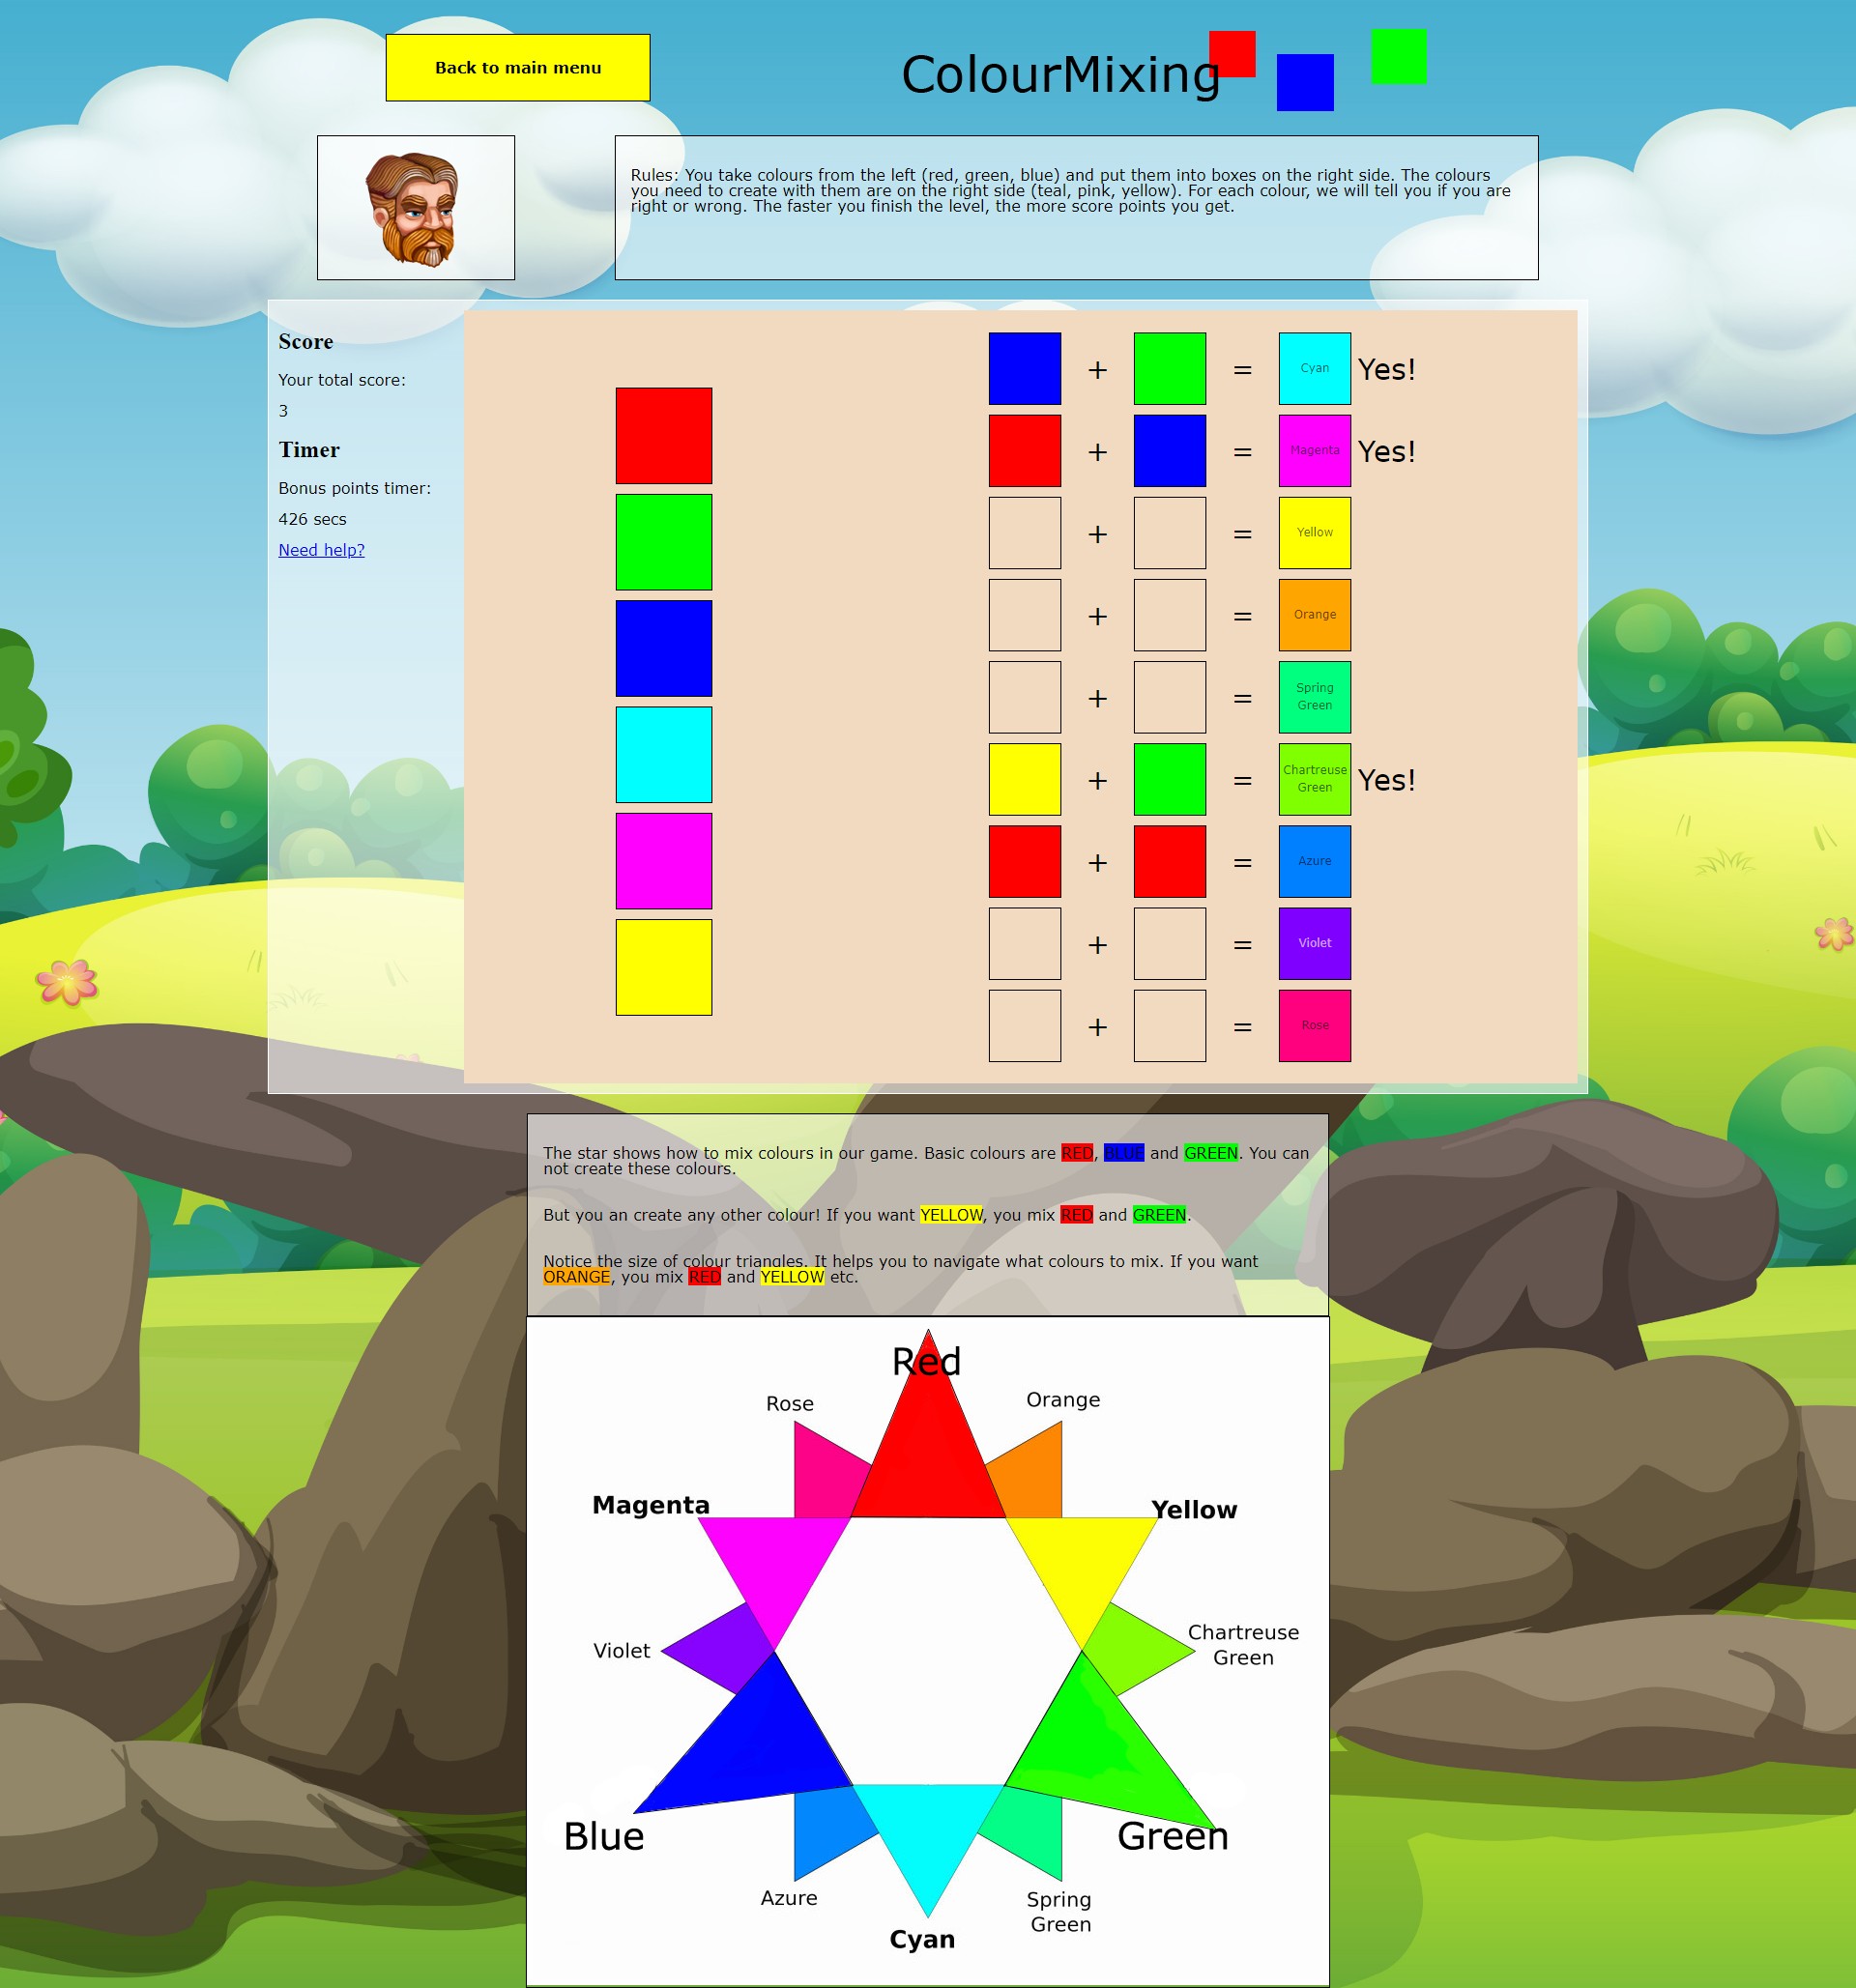 Back to main menu
ColourMixing
Rules: You take colours from the left (red, green, blue) and put them into boxes on the right side. The colours
you need to create with them are on the right side (teal, pink, yellow). For each colour, we will tell you if you are
right or wrong. The faster you finish the level, the more score points you get.
Score
Your total score:
3
Timer
Bonus points timer:
426 secs
Need help?
+ = Cyan Yes!
+ = Magenta Yes!
+ = Yellow
+ = Orange
+ = Spring
Green
+ = Chartreuse
Green Yes!
+ = Azure
+ = Violet
+ = Rose
The star shows how to mix colours in our game. Basic colours are RED, BLUE and GREEN. You can
not create these colours.
But you an create any other colour! If you want YELLOW, you mix RED and GREEN.
Notice the size of colour triangles. It helps you to navigate what colours to mix. If you want
ORANGE, you mix RED and YELLOW etc.
Red
Rose
Orange
Magenta
Yellow
Violet
Chartreuse
Green
Blue
Green
Azure
Spring
Green
Cyan